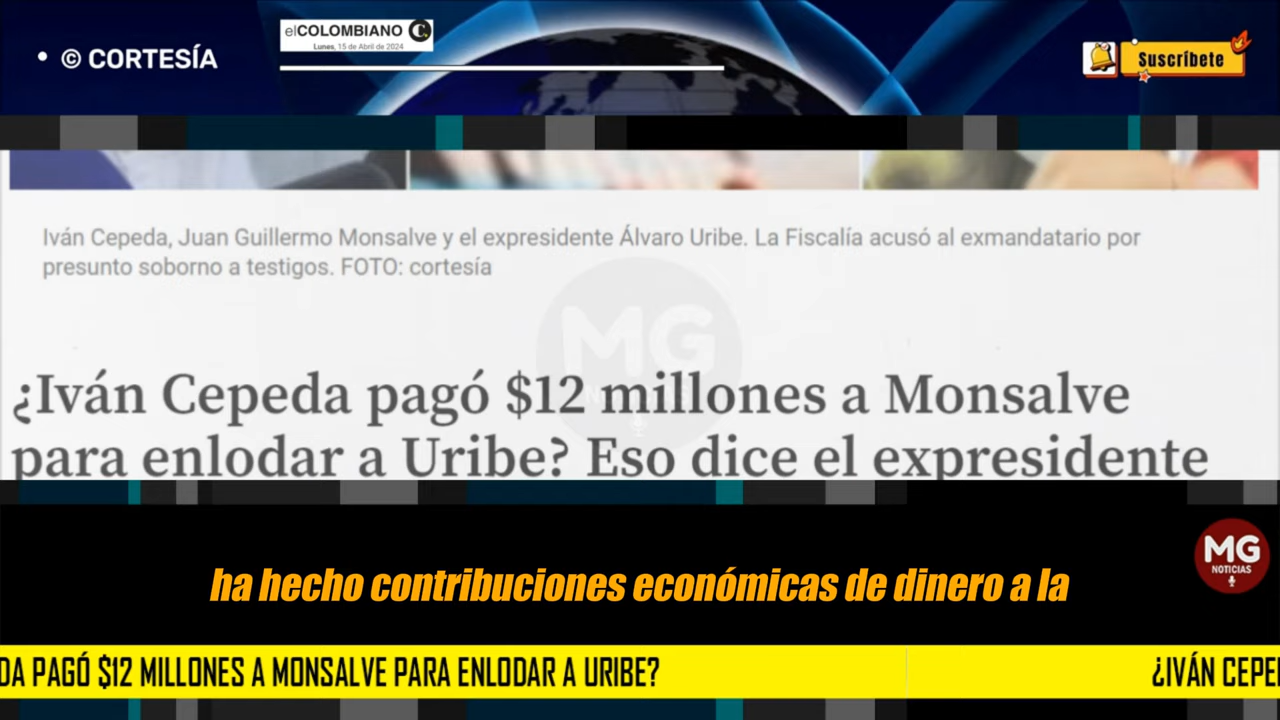 • © CORTESÍA
elCOLOMBIANO C
Lunes, 15 de Abril de 2024
Suscríbete
Iván Cepeda, Juan Guillermo Monsalve y el expresidente Álvaro Uribe. La Fiscalía acusó al exmandatario por
presunto soborno a testigos. FOTO: cortesía
MG
NOTICIAS
¿Iván Cepeda pagó $12 millones a Monsalve
para enlodar a Uribe? Eso dice el expresidente
MG
NOTICIAS
ha hecho contribuciones económicas de dinero a la
DA PAGÓ $12 MILLONES A MONSALVE PARA ENLODAR A URIBE? ¿IVÁN CEPE